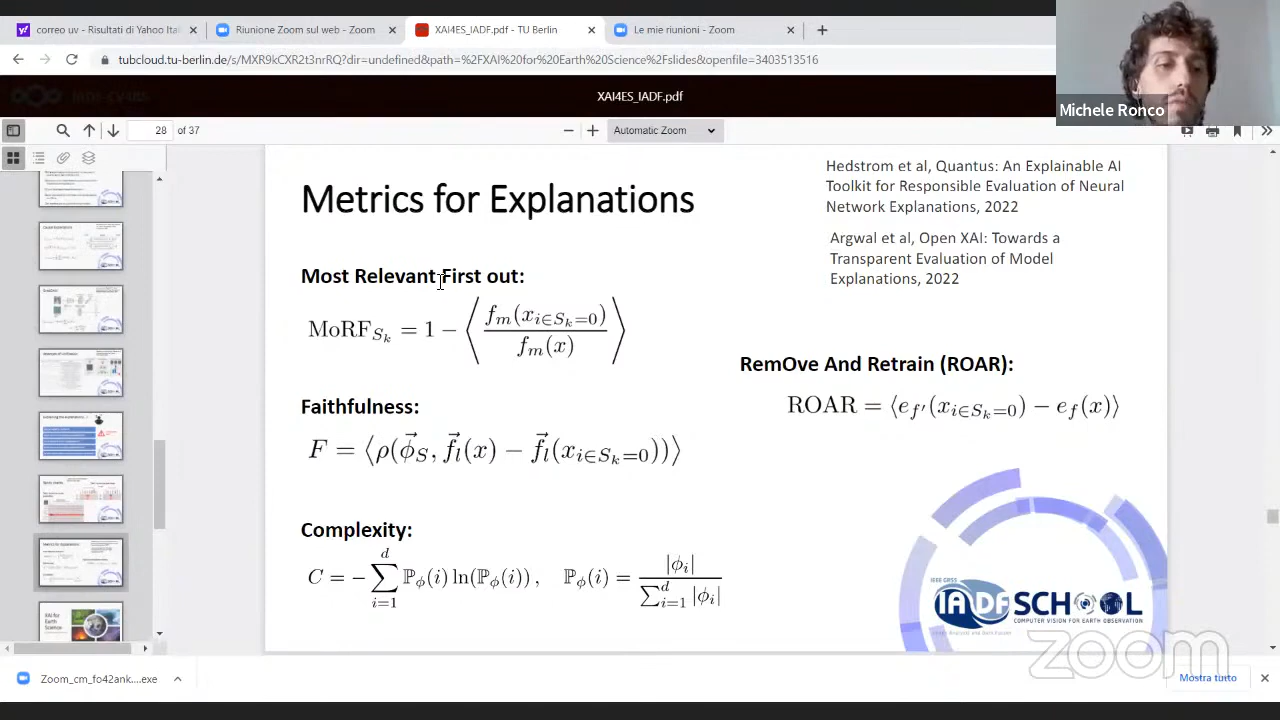 correo uv - Risultati di Yahoo Ital
Riunione Zoom sul web - Zoom
XAI4ES_IADF.pdf - TU Berlin
Le mie riunioni - Zoom
tubcloud.tu-berlin.de/s/MXR9kCXR2t3nrRQ?dir=undefined&path=%2FXAI%20for%20Earth%20Science%2Fslides&openfile=3403513516
XAI4ES_IADF.pdf
Michele Ronco
28 of 37
Automatic Zoom
Metrics for Explanations
Hedstrom et al, Quantus: An Explainable AI
Toolkit for Responsible Evaluation of Neural
Network Explanations, 2022
Argwal et al, Open XAI: Towards a
Transparent Evaluation of Model
Explanations, 2022
Most Relevant First out:
MoRF_{S_k} = 1 − ⟨ f_m(x_{i∈S_k=0}) / f_m(x) ⟩
Faithfulness:
F = ⟨ρ(\vec{ϕ}_S, \vec{f}_l(x) − \vec{f}_l(x_{i∈S_k=0}))⟩
Complexity:
C = − ∑_{i=1}^{d} ℙ_ϕ(i) ln(ℙ_ϕ(i)) , ℙ_ϕ(i) = |ϕ_i| / ∑_{i=1}^{d} |ϕ_i|
RemOve And Retrain (ROAR):
ROAR = ⟨e_{f′}(x_{i∈S_k=0}) − e_f(x)⟩
IEEE GRSS
IADF SCHOOL
COMPUTER VISION FOR EARTH OBSERVATION
zoom
Zoom_cm_fo42ank....exe
Mostra tutto